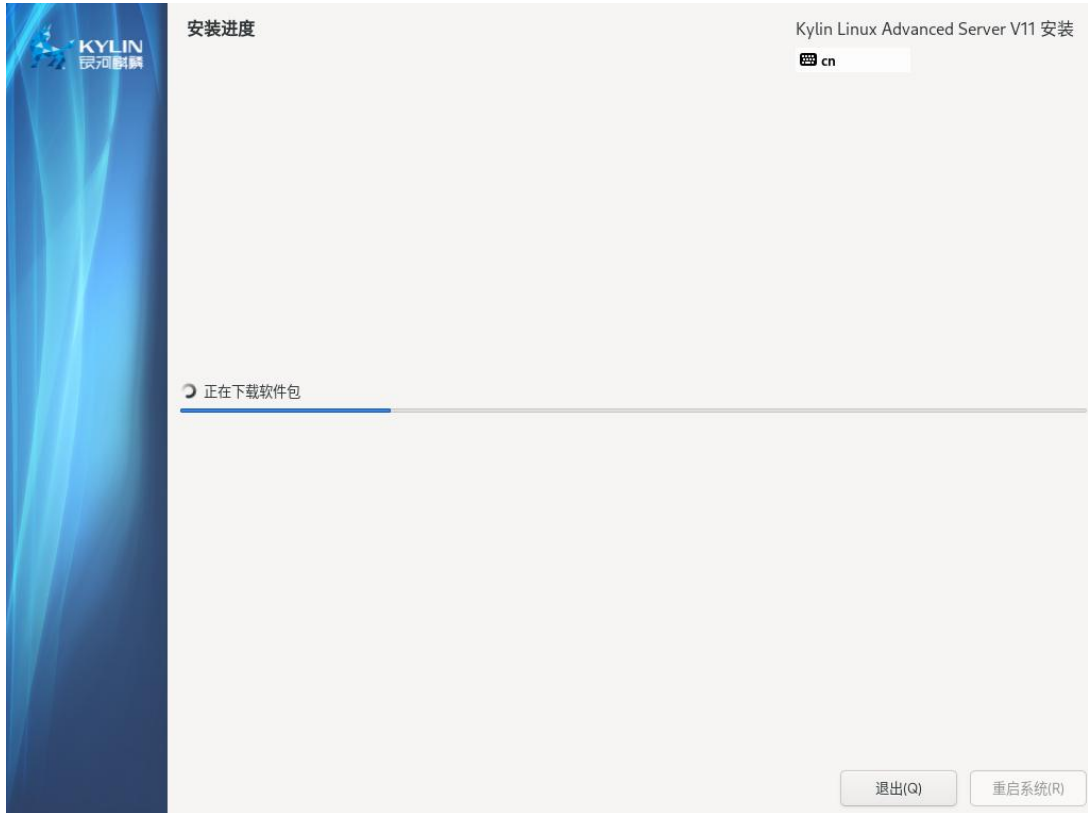 KYLIN
银河麒麟
安装进度
Kylin Linux Advanced Server V11 安装
cn
正在下载软件包
退出(Q)
重启系统(R)